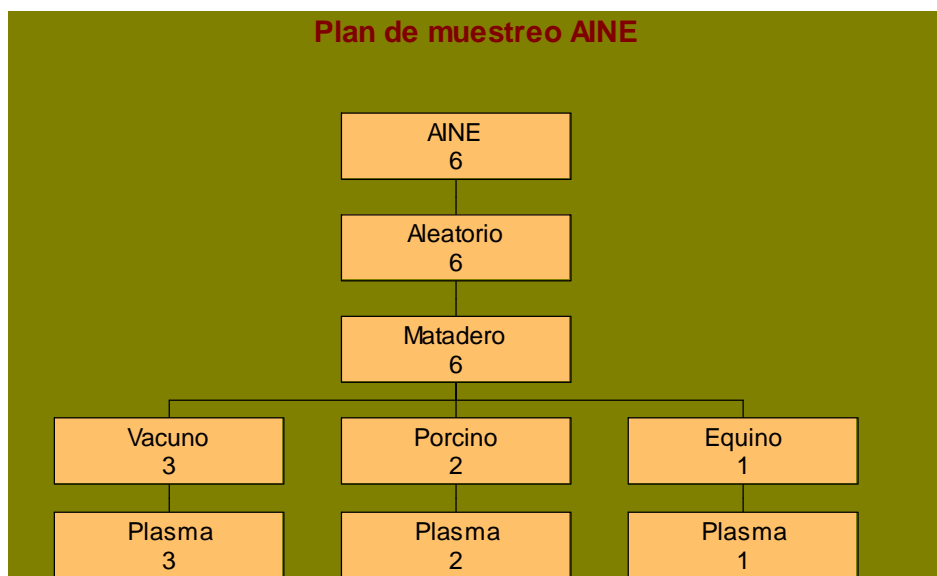 Plan de muestreo AINE
AINE
6
Aleatorio
6
Matadero
6
Vacuno
3
Porcino
2
Equino
1
Plasma
3
Plasma
2
Plasma
1